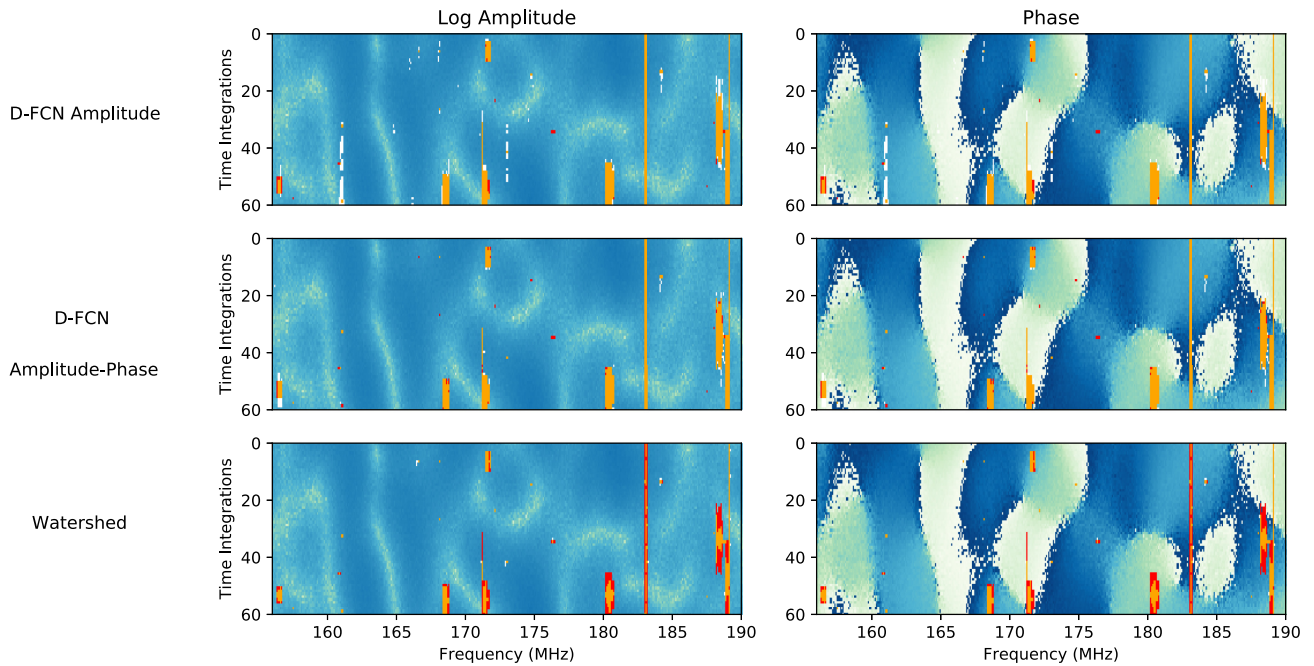 Log Amplitude Phase
D-FCN Amplitude
Time Integrations
0
20
40
60
D-FCN
Amplitude-Phase
Time Integrations
0
20
40
60
Watershed
Time Integrations
0
20
40
60
160 165 170 175 180 185 190
160 165 170 175 180 185 190
Frequency (MHz) Frequency (MHz)